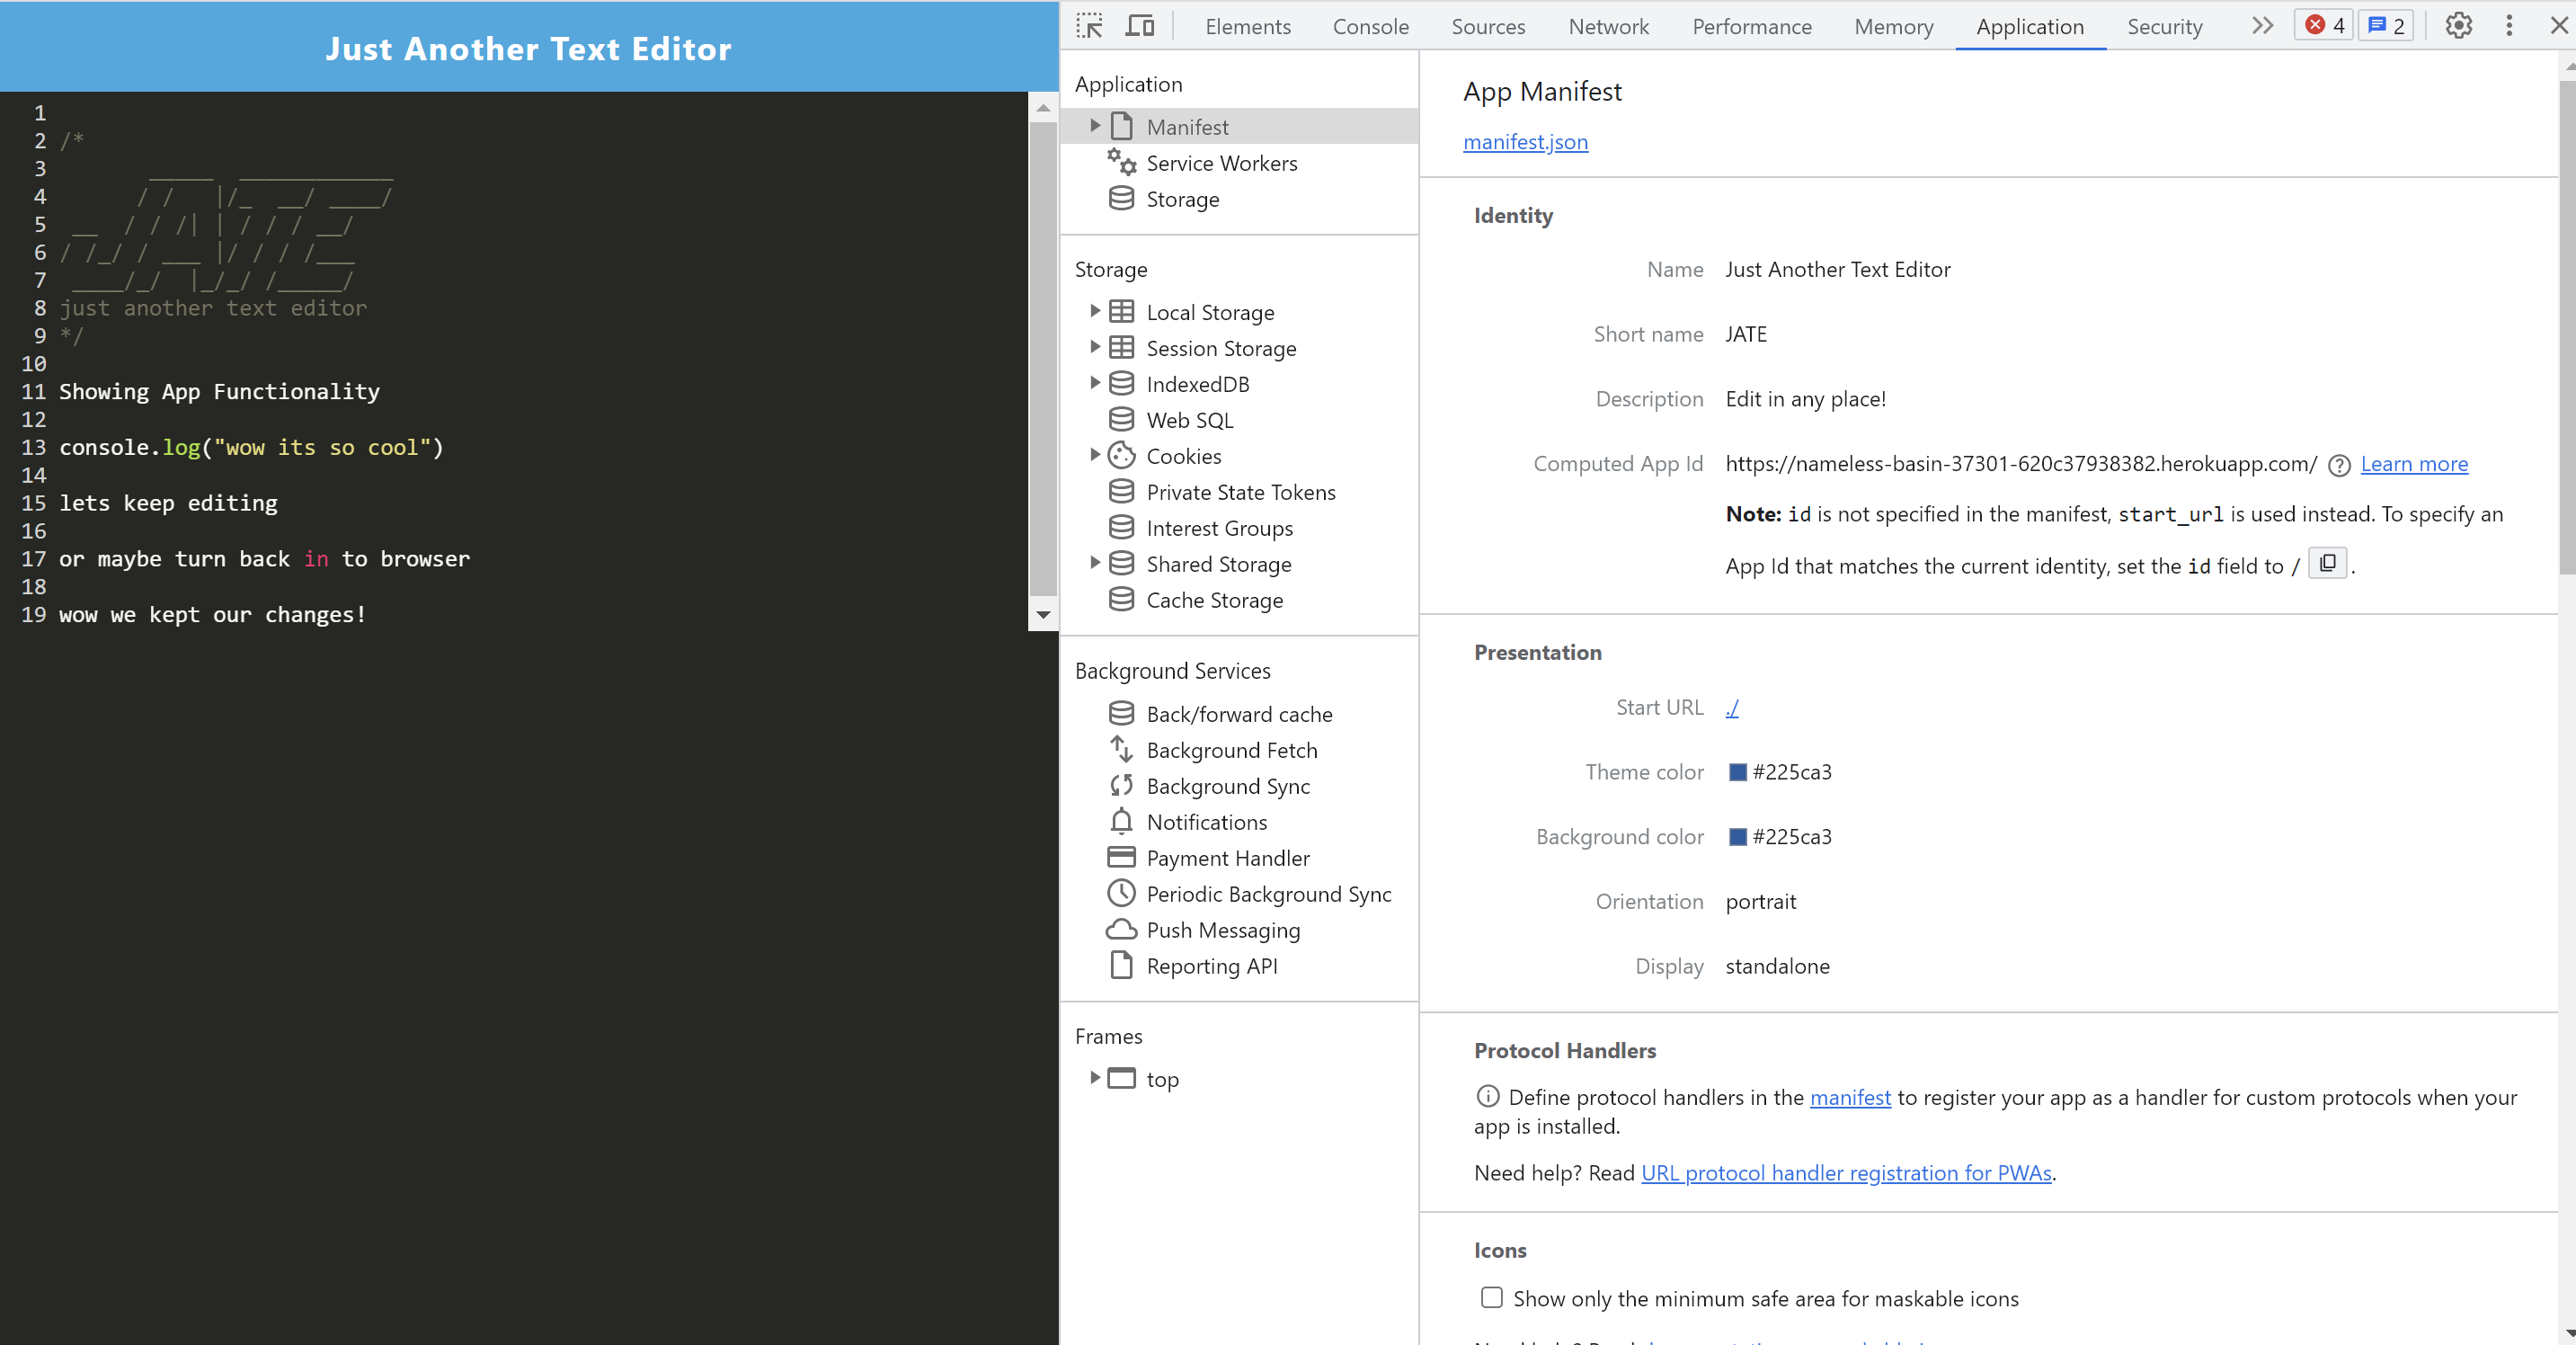 Just Another Text Editor
1
2 /*
3       _____  ____________
4      / /   |/_  __/ ____/
5  __  / / /| | / / / __/
6 / /_/ / ___ |/ / / /___
7  ____/_/  |_/_/ /_____/
8 just another text editor
9 */
10
11 Showing App Functionality
12
13 console.log("wow its so cool")
14
15 lets keep editing
16
17 or maybe turn back in to browser
18
19 wow we kept our changes!
Elements Console Sources Network Performance Memory Application Security 4 2
Application
Manifest
Service Workers
Storage
Storage
Local Storage
Session Storage
IndexedDB
Web SQL
Cookies
Private State Tokens
Interest Groups
Shared Storage
Cache Storage
Background Services
Back/forward cache
Background Fetch
Background Sync
Notifications
Payment Handler
Periodic Background Sync
Push Messaging
Reporting API
Frames
top
App Manifest
manifest.json
Identity
Name Just Another Text Editor
Short name JATE
Description Edit in any place!
Computed App Id https://nameless-basin-37301-620c37938382.herokuapp.com/ Learn more
Note: id is not specified in the manifest, start_url is used instead. To specify an
App Id that matches the current identity, set the id field to / .
Presentation
Start URL ./
Theme color #225ca3
Background color #225ca3
Orientation portrait
Display standalone
Protocol Handlers
Define protocol handlers in the manifest to register your app as a handler for custom protocols when your
app is installed.
Need help? Read URL protocol handler registration for PWAs.
Icons
Show only the minimum safe area for maskable icons